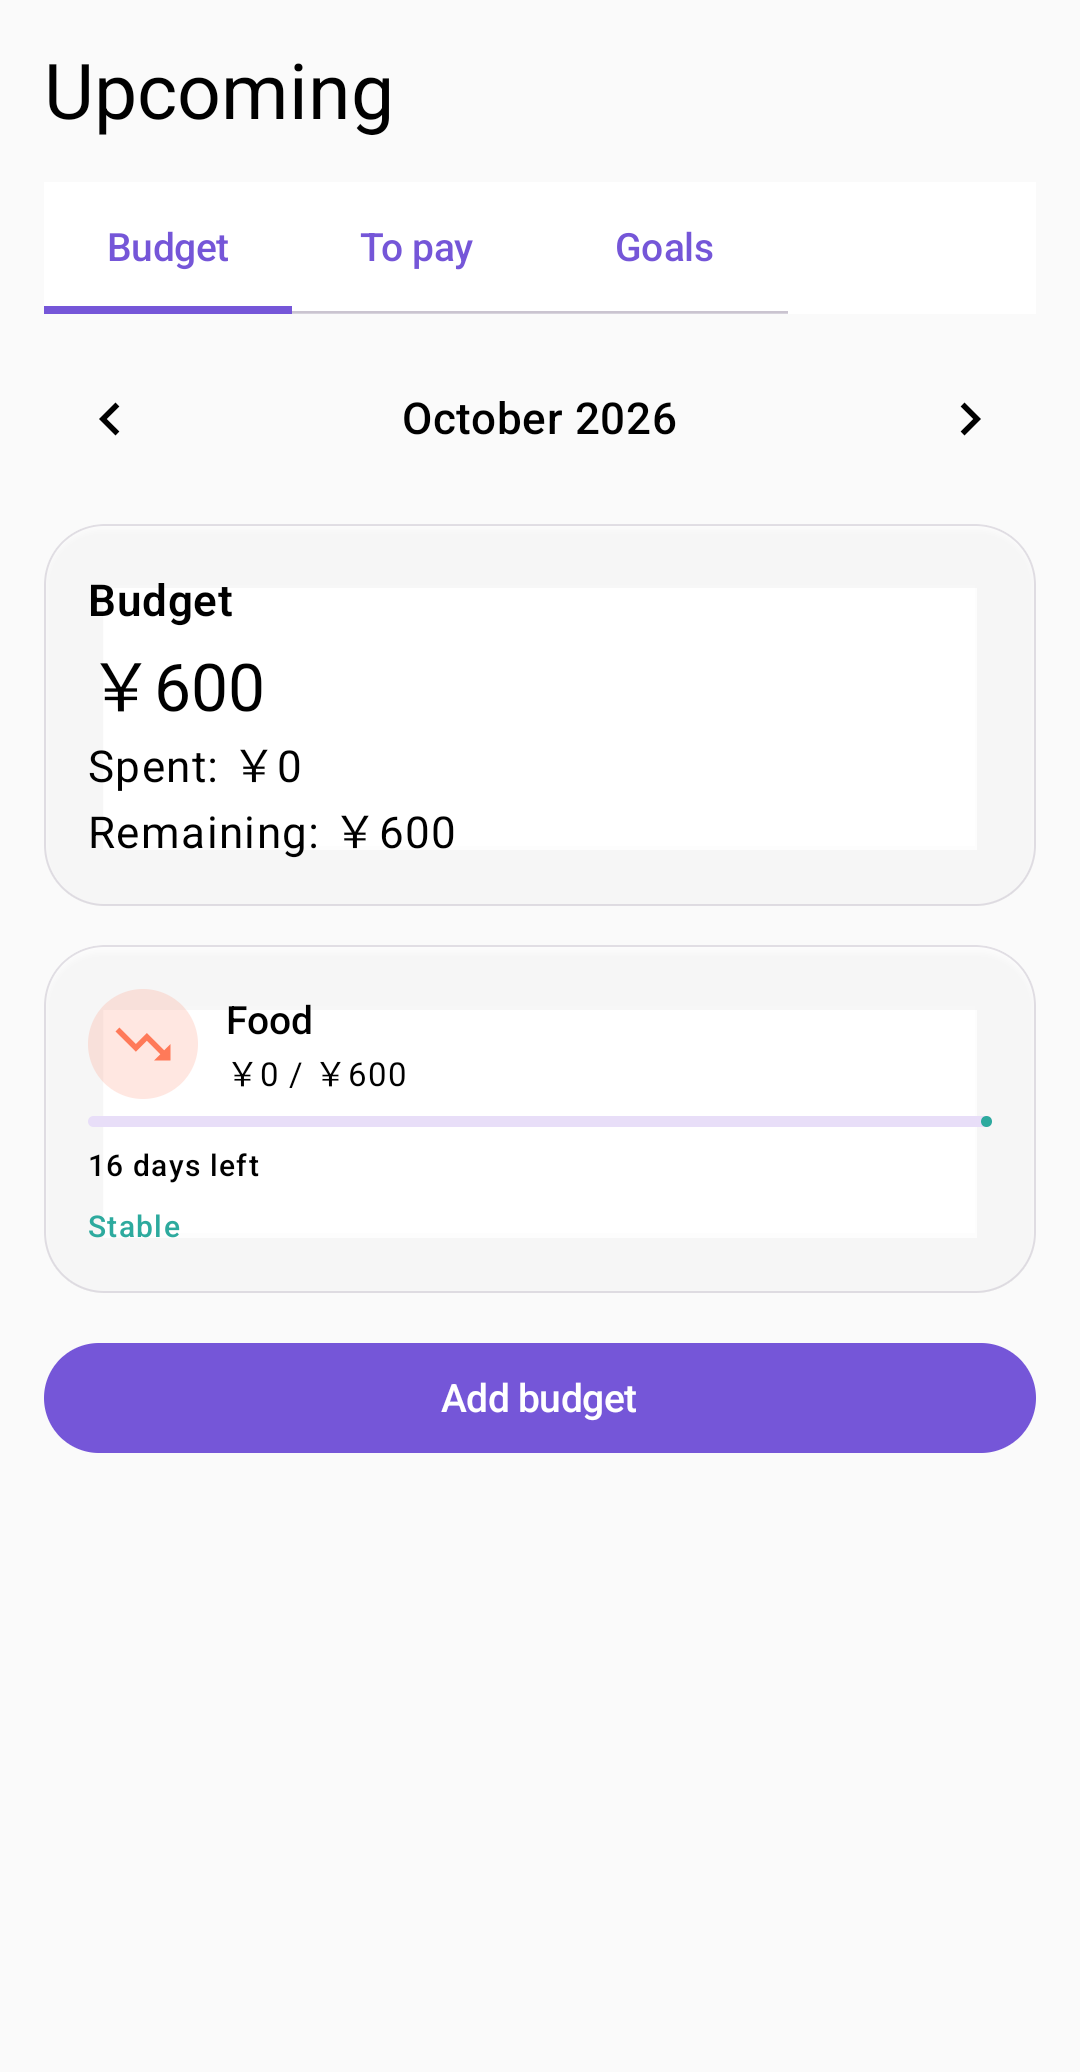 Upcoming
Budget To pay Goals
October 2026
Budget
￥600
Spent: ￥0
Remaining: ￥600
Food
￥0 / ￥600
16 days left
Stable
Add budget